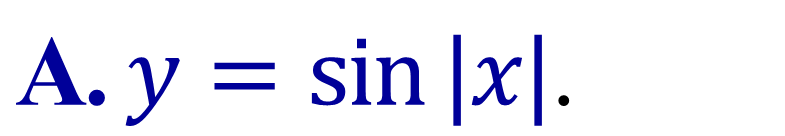 A. y = sin |x|.